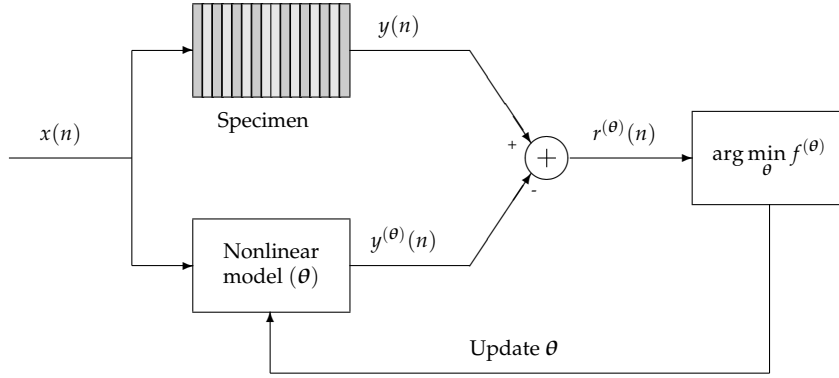 y(n)
Specimen
x(n)
+
+
-
r^(θ)(n)
arg min f^(θ)
θ
Nonlinear
model (θ)
y^(θ)(n)
Update θ